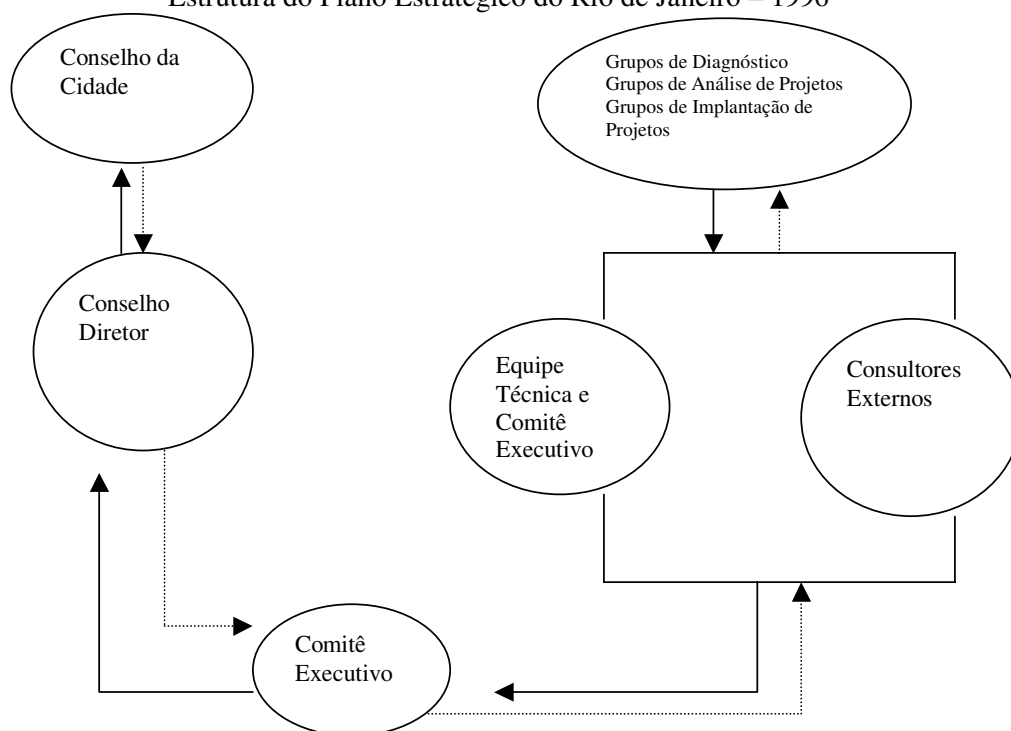 Estrutura do Plano Estratégico do Rio de Janeiro – 1996
Conselho da
Cidade
Grupos de Diagnóstico
Grupos de Análise de Projetos
Grupos de Implantação de
Projetos
Conselho
Diretor
Equipe
Técnica e
Comitê
Executivo
Consultores
Externos
Comitê
Executivo